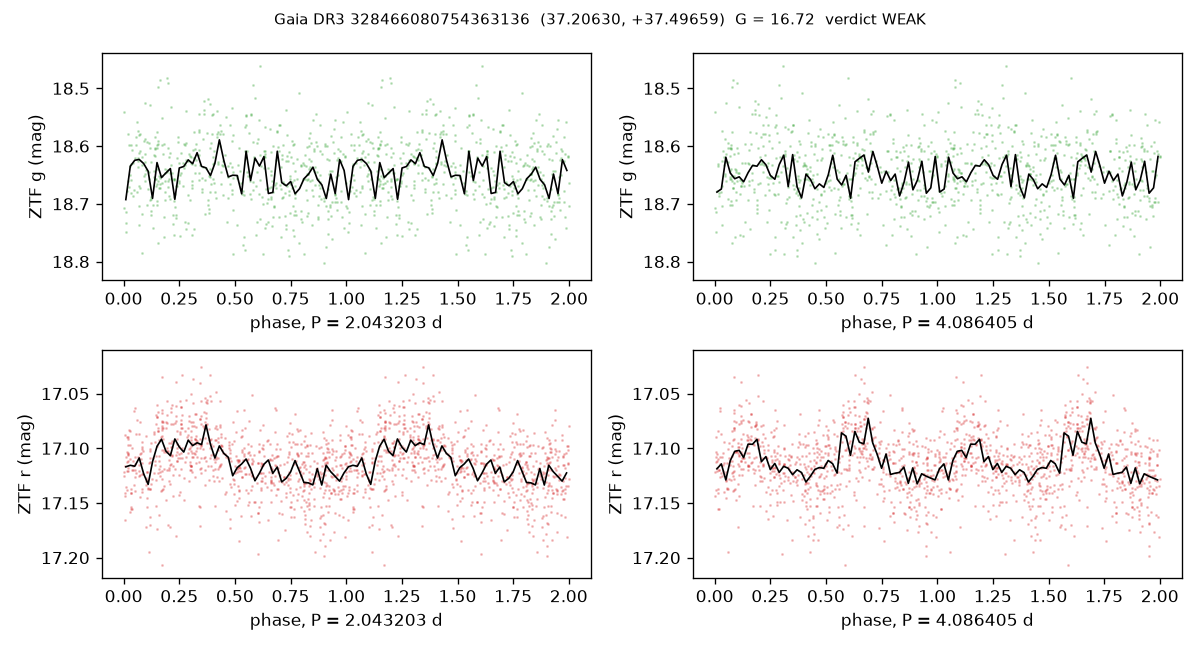 Gaia DR3 328466080754363136  (37.20630, +37.49659)  G = 16.72  verdict WEAK
ZTF g (mag)
18.5
18.6
18.7
18.8
0.00 0.25 0.50 0.75 1.00 1.25 1.50 1.75 2.00
phase, P = 2.043203 d
ZTF g (mag)
18.5
18.6
18.7
18.8
0.00 0.25 0.50 0.75 1.00 1.25 1.50 1.75 2.00
phase, P = 4.086405 d
ZTF r (mag)
17.05
17.10
17.15
17.20
0.00 0.25 0.50 0.75 1.00 1.25 1.50 1.75 2.00
phase, P = 2.043203 d
ZTF r (mag)
17.05
17.10
17.15
17.20
0.00 0.25 0.50 0.75 1.00 1.25 1.50 1.75 2.00
phase, P = 4.086405 d